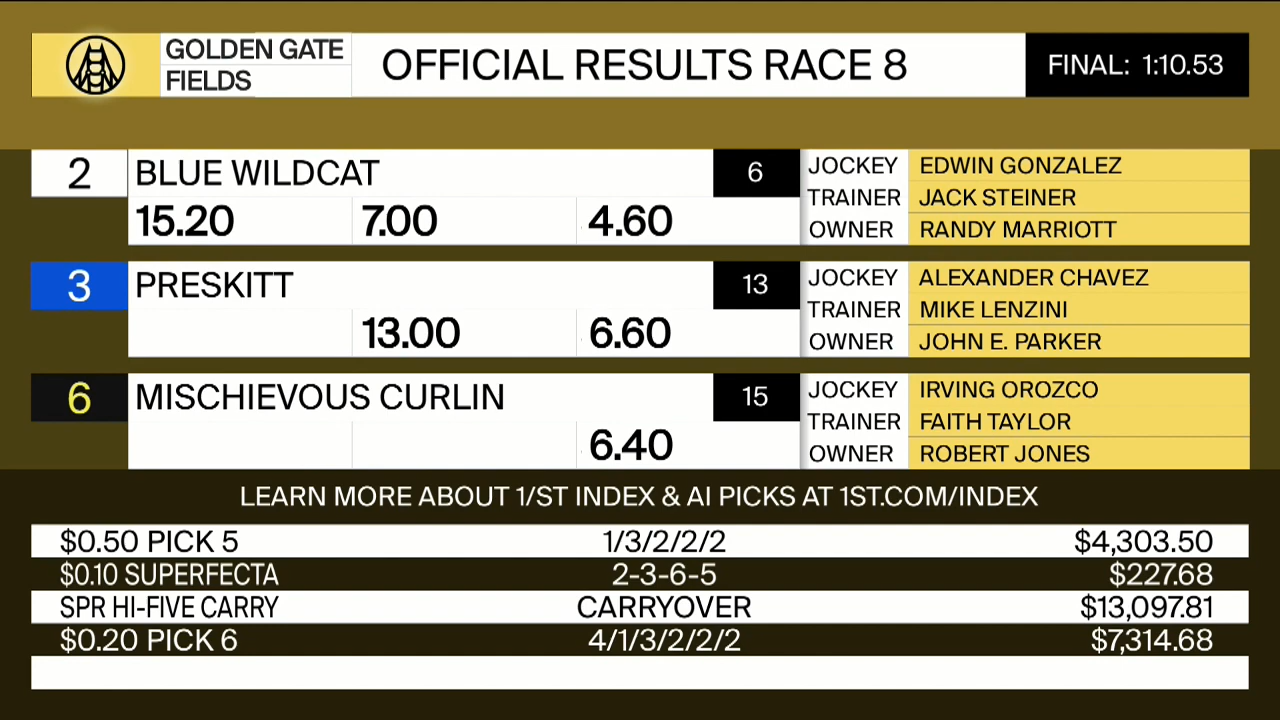 GOLDEN GATE
FIELDS
OFFICIAL RESULTS RACE 8
FINAL: 1:10.53
2 BLUE WILDCAT 6
15.20 7.00 4.60
JOCKEY EDWIN GONZALEZ
TRAINER JACK STEINER
OWNER RANDY MARRIOTT
3 PRESKITT 13
13.00 6.60
JOCKEY ALEXANDER CHAVEZ
TRAINER MIKE LENZINI
OWNER JOHN E. PARKER
6 MISCHIEVOUS CURLIN 15
6.40
JOCKEY IRVING OROZCO
TRAINER FAITH TAYLOR
OWNER ROBERT JONES
LEARN MORE ABOUT 1/ST INDEX & AI PICKS AT 1ST.COM/INDEX
$0.50 PICK 5 1/3/2/2/2 $4,303.50
$0.10 SUPERFECTA 2-3-6-5 $227.68
SPR HI-FIVE CARRY CARRYOVER $13,097.81
$0.20 PICK 6 4/1/3/2/2/2 $7,314.68